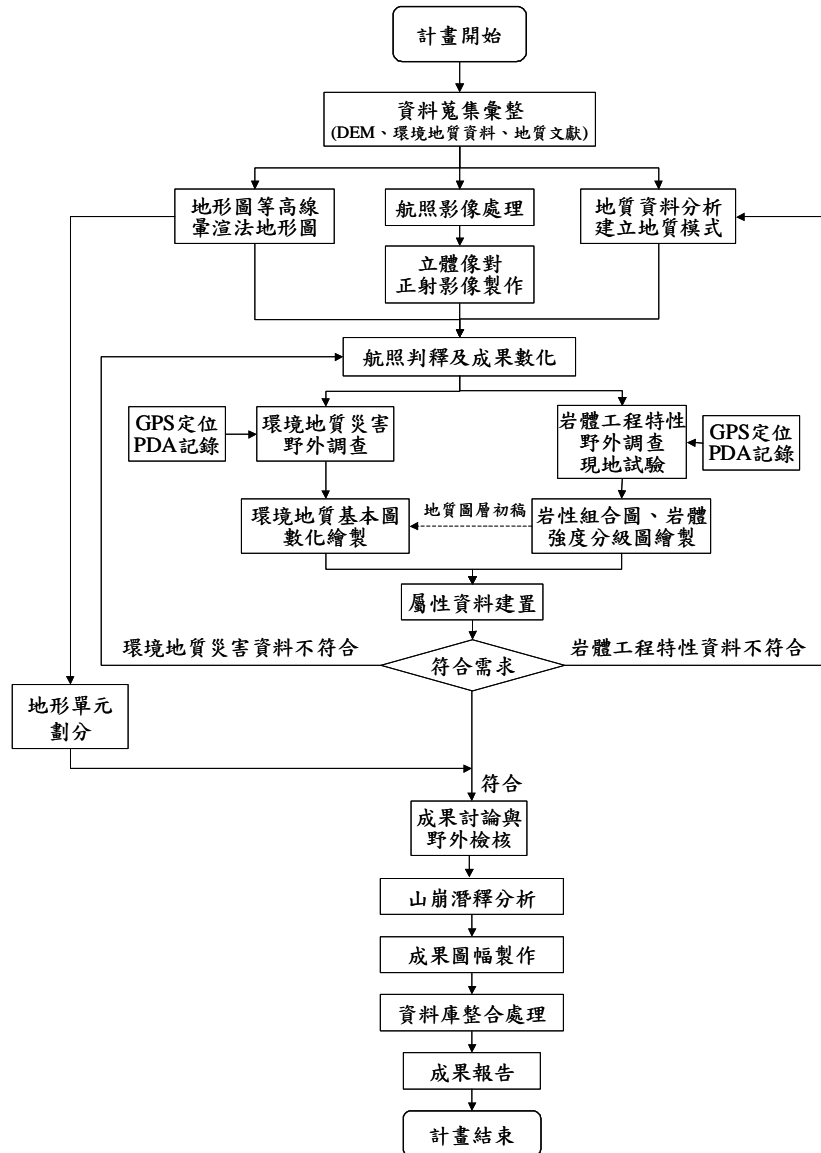 計畫開始
資料蒐集彙整
(DEM、環境地質資料、地質文獻)
地形圖等高線
暈渲法地形圖
航照影像處理
地質資料分析
建立地質模式
立體像對
正射影像製作
航照判釋及成果數化
GPS定位
PDA記錄
環境地質災害
野外調查
岩體工程特性
野外調查
現地試驗
GPS定位
PDA記錄
環境地質基本圖
數化繪製
地質圖層初稿
岩性組合圖、岩體
強度分級圖繪製
屬性資料建置
環境地質災害資料不符合
符合需求
岩體工程特性資料不符合
地形單元
劃分
符合
成果討論與
野外檢核
山崩潛釋分析
成果圖幅製作
資料庫整合處理
成果報告
計畫結束